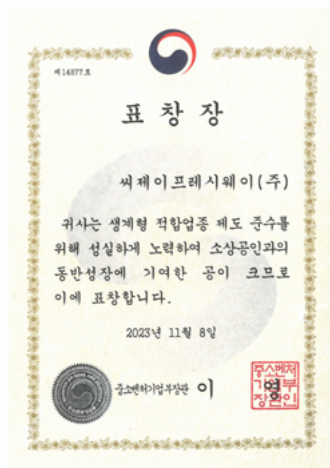 제14877호
표 창 장
씨제이프레시웨이(주)
귀사는 생계형 적합업종 제도 준수를
위해 성실하게 노력하여 소상공인과의
동반성장에 기여한 공이 크므로
이에 표창합니다.
2023년 11월 8일
중소벤처기업부장관 이 영
중소벤처
기업부
장관인